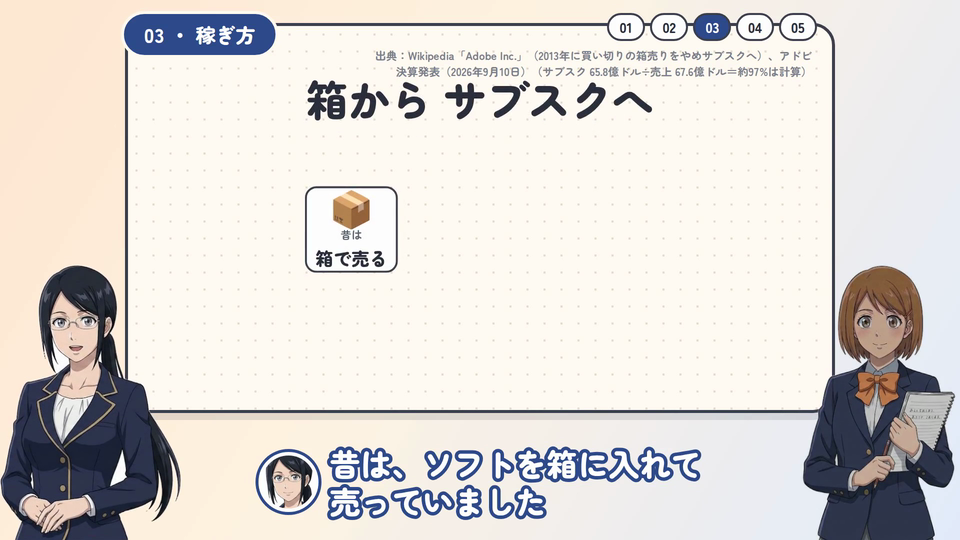 03 ・ 稼ぎ方
01 02 03 04 05
出典：Wikipedia「Adobe Inc.」（2013年に買い切りの箱売りをやめサブスクへ）、アドビ
決算発表（2026年9月10日）（サブスク 65.8億ドル÷売上 67.6億ドル＝約97%は計算）
箱から サブスクへ
昔は
箱で売る
昔は、ソフトを箱に入れて
売っていました